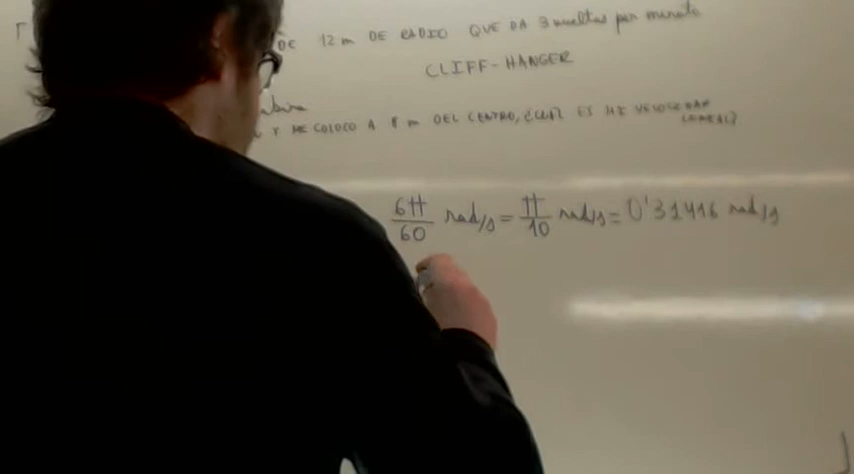 DE 12 m DE RADIO QUE DA 3 vueltas por minuto
CLIFF-HANGER
Y ME COLOCO A 8 m DEL CENTRO, ¿CUÁL ES MI VELOCIDAD
LINEAL?
6π/60 rad/s = π/10 rad/s = 0'31416 rad/s